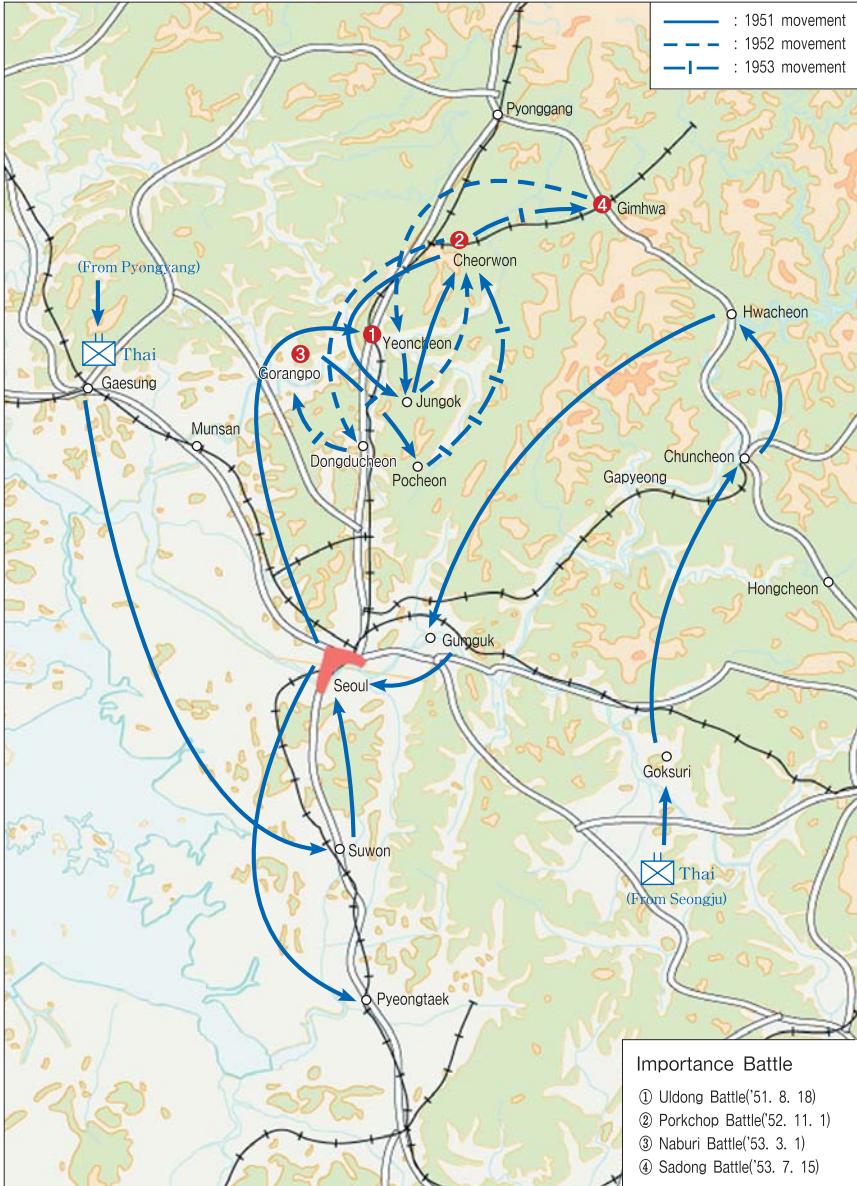 : 1951 movement
: 1952 movement
: 1953 movement
Pyonggang
④ Gimhwa
②
Cheorwon
(From Pyongyang)
Hwacheon
①
Yeoncheon
Thai
③
Gorangpo
Gaesung
Jungok
Munsan
Dongducheon
Chuncheon
Pocheon
Gapyeong
Hongcheon
Gumguk
Seoul
Goksuri
Suwon
Thai
(From Seongju)
Pyeongtaek
Importance Battle
① Uldong Battle('51. 8. 18)
② Porkchop Battle('52. 11. 1)
③ Naburi Battle('53. 3. 1)
④ Sadong Battle('53. 7. 15)